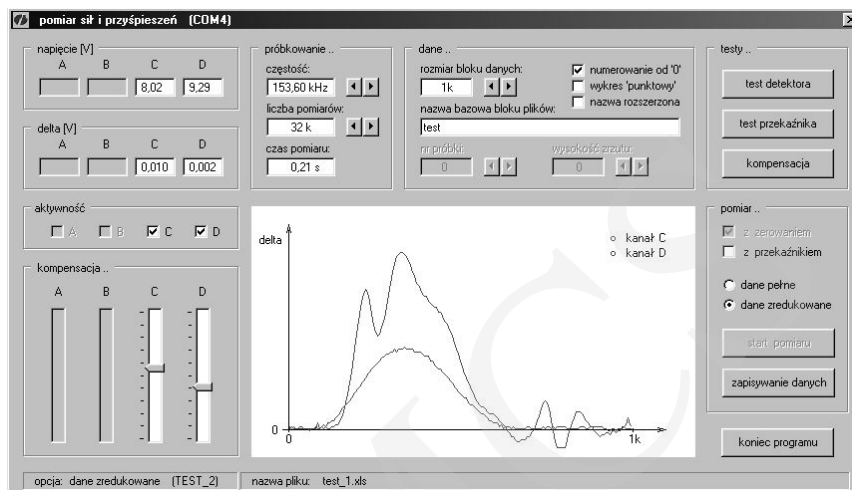 pomiar sił i przyśpieszeń (COM4)
napięcie [V]
A B C D
8,02 9,29
delta [V]
A B C D
0,010 0,002
próbkowanie ..
częstość:
153,60 kHz
liczba pomiarów:
32 k
czas pomiaru:
0,21 s
dane ..
rozmiar bloku danych:
1k
numerowanie od '0'
wykres 'punktowy'
nazwa rozszerzona
nazwa bazowa bloku plików:
test
nr próbki:
0
wysokość zrzutu:
0
testy ..
test detektora
test przekaźnika
kompensacja
aktywność
A B C D
kompensacja ..
A B C D
delta
kanał C
kanał D
0
0 1k
pomiar ..
z zerowaniem
z przekaźnikiem
dane pełne
dane zredukowane
start pomiaru
zapisywanie danych
koniec programu
opcja: dane zredukowane (TEST_2)
nazwa pliku: test_1.xls